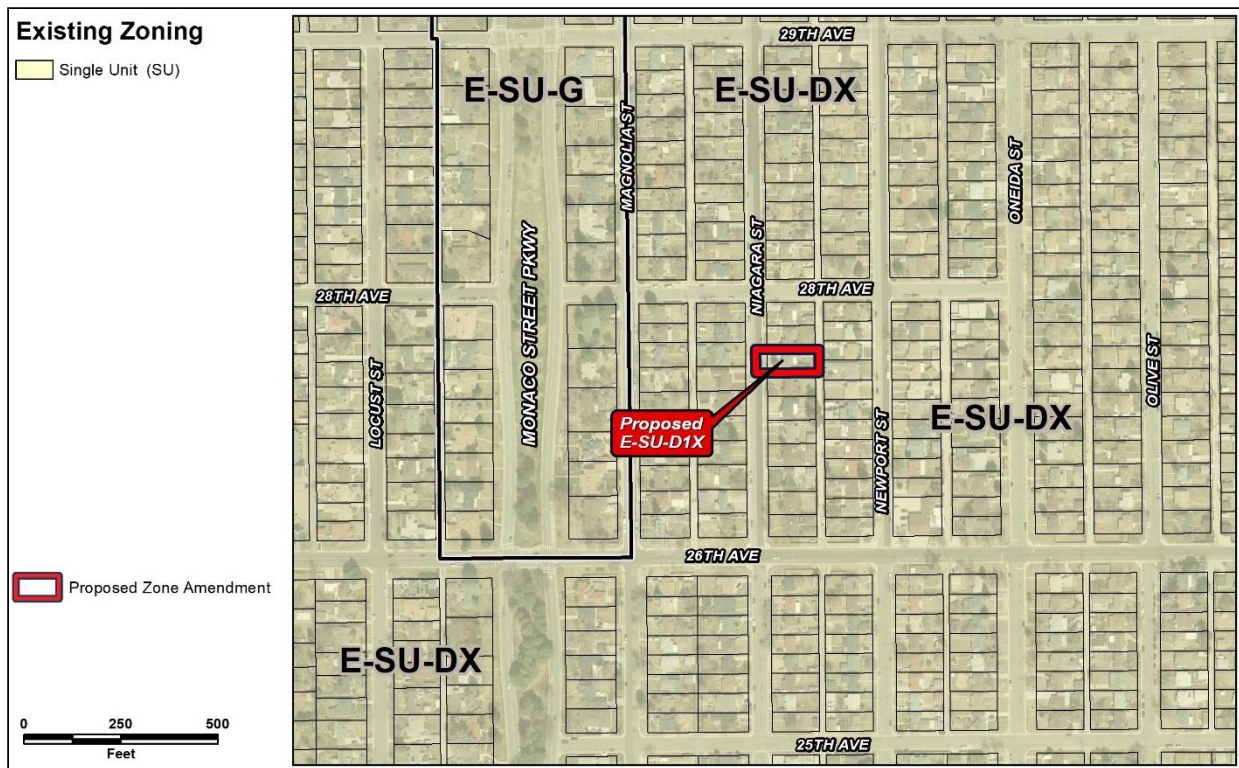 Existing Zoning
Single Unit (SU)
Proposed Zone Amendment
0 250 500
Feet
29TH AVE
E-SU-G
E-SU-DX
MAGNOLIA ST
ONEIDA ST
MONACO STREET PKWY
NIAGARA ST
28TH AVE
28TH AVE
LOCUST ST
OLIVE ST
Proposed
E-SU-D1X
E-SU-DX
NEWPORT ST
26TH AVE
E-SU-DX
25TH AVE